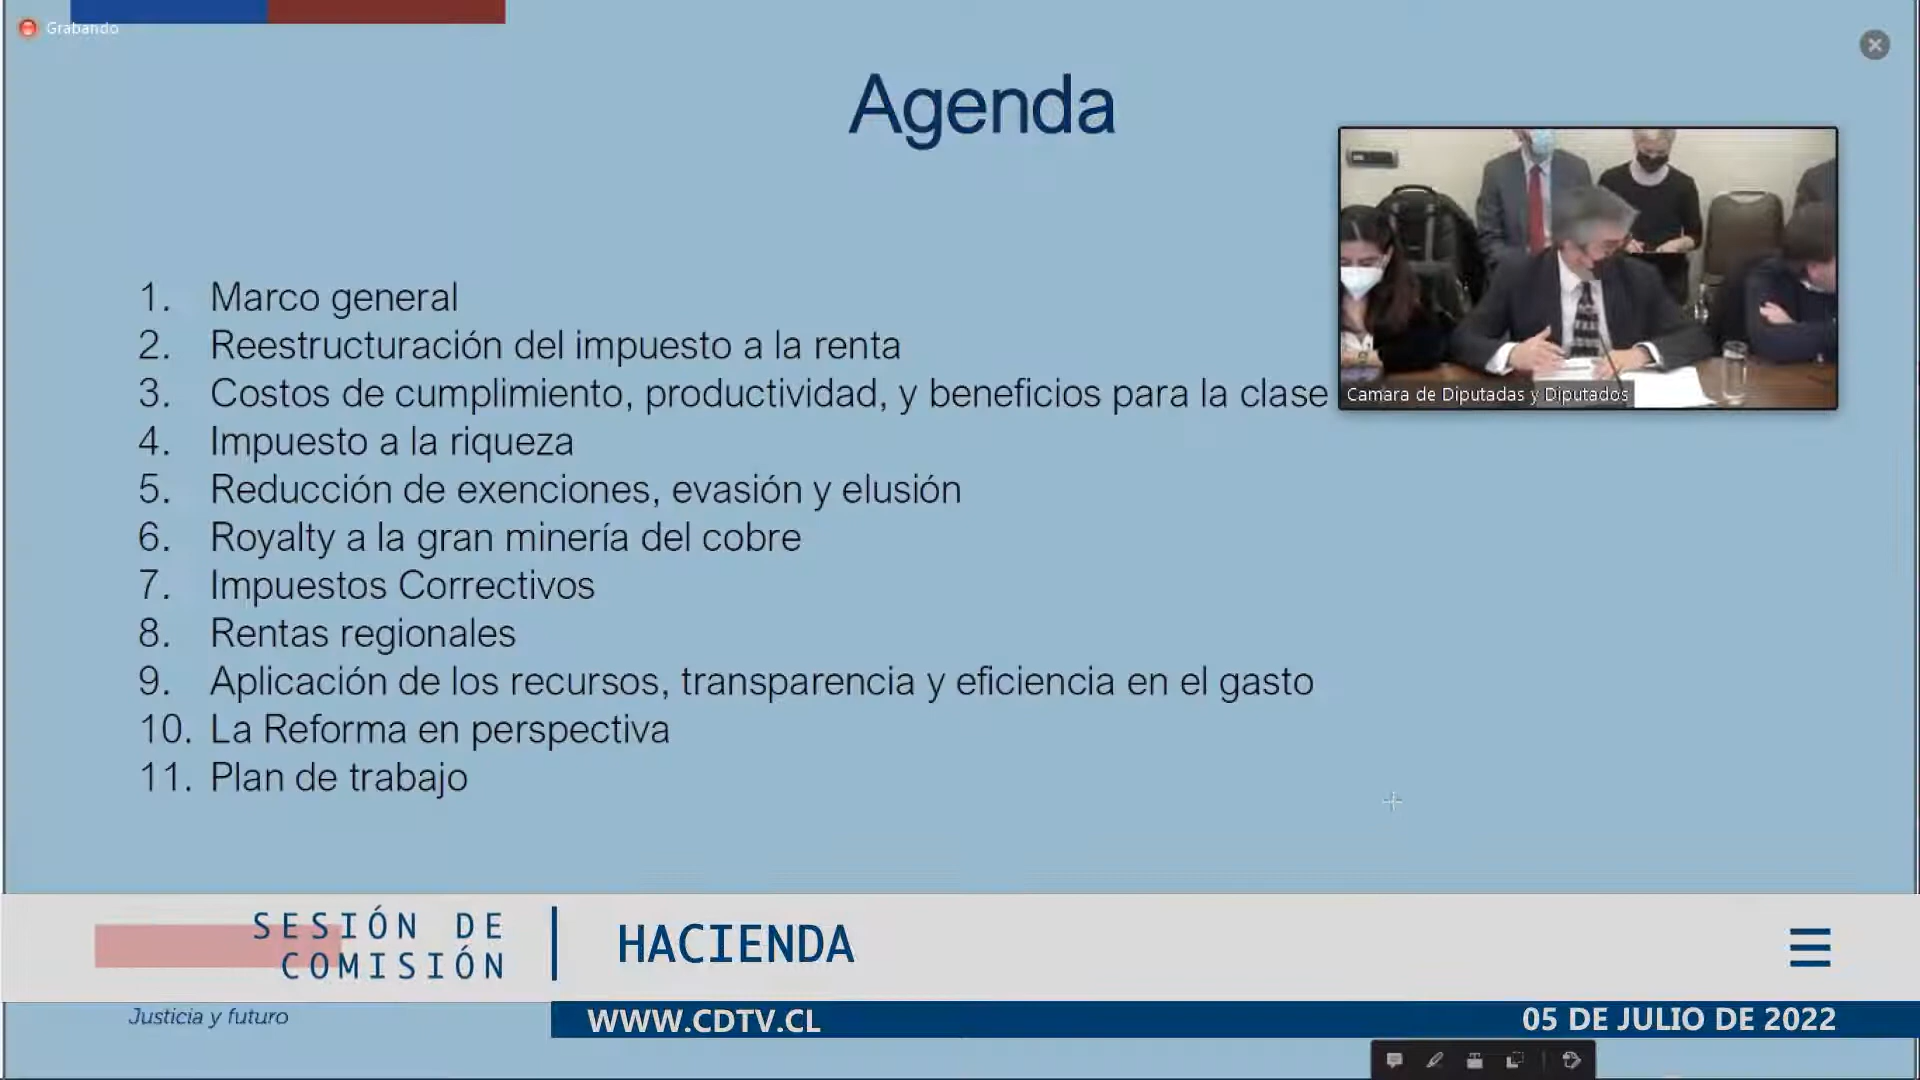 Grabando
Agenda
1. Marco general
2. Reestructuración del impuesto a la renta
3. Costos de cumplimiento, productividad, y beneficios para la clase
4. Impuesto a la riqueza
5. Reducción de exenciones, evasión y elusión
6. Royalty a la gran minería del cobre
7. Impuestos Correctivos
8. Rentas regionales
9. Aplicación de los recursos, transparencia y eficiencia en el gasto
10. La Reforma en perspectiva
11. Plan de trabajo
Camara de Diputadas y Diputados
SESIÓN DE
COMISIÓN
HACIENDA
Justicia y futuro
WWW.CDTV.CL
05 DE JULIO DE 2022